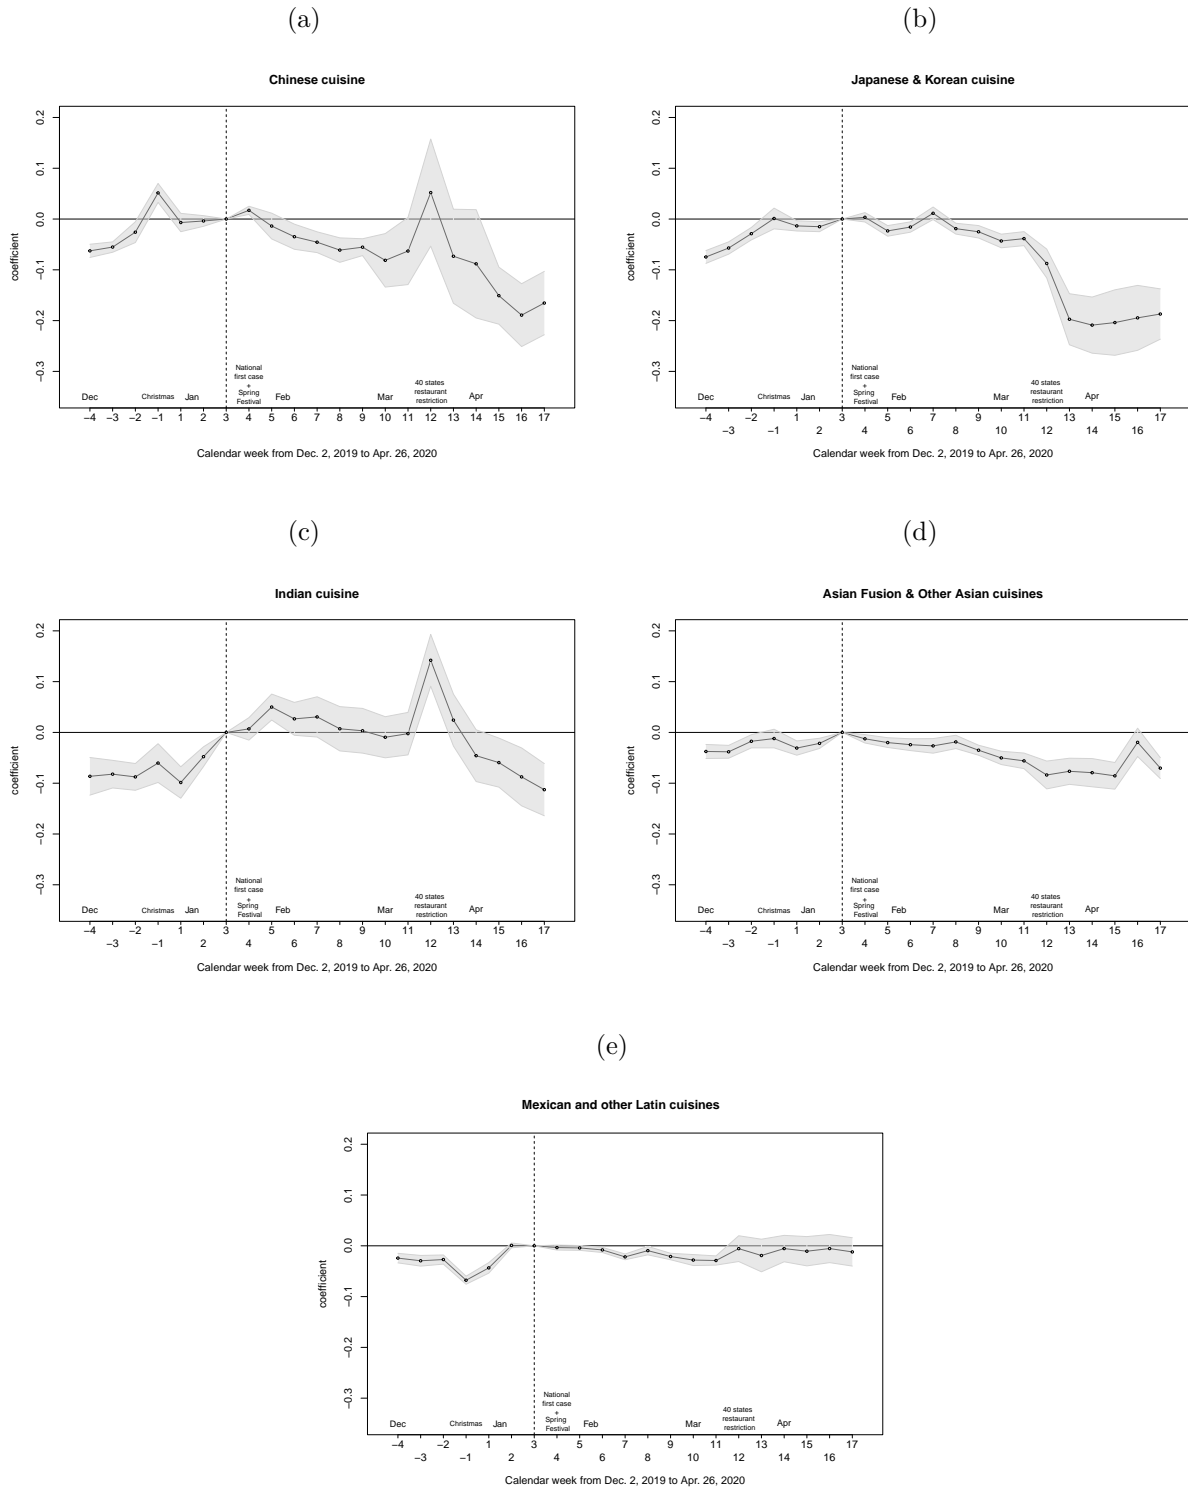 (a)
Chinese cuisine
coefficient
0.2
0.1
0.0
−0.1
−0.2
−0.3
Dec
Christmas
Jan
National
first case
+
Spring
Festival
Feb
Mar
40 states
restaurant
restriction
Apr
−4 −3 −2 −1 1 2 3 4 5 6 7 8 9 10 11 12 13 14 15 16 17
Calendar week from Dec. 2, 2019 to Apr. 26, 2020
(b)
Japanese & Korean cuisine
coefficient
0.2
0.1
0.0
−0.1
−0.2
−0.3
Dec
Christmas
Jan
National
first case
+
Spring
Festival
Feb
Mar
40 states
restaurant
restriction
Apr
−4 −3 −2 −1 1 2 3 4 5 6 7 8 9 10 11 12 13 14 15 16 17
Calendar week from Dec. 2, 2019 to Apr. 26, 2020
(c)
Indian cuisine
coefficient
0.2
0.1
0.0
−0.1
−0.2
−0.3
Dec
Christmas
Jan
National
first case
+
Spring
Festival
Feb
Mar
40 states
restaurant
restriction
Apr
−4 −3 −2 −1 1 2 3 4 5 6 7 8 9 10 11 12 13 14 15 16 17
Calendar week from Dec. 2, 2019 to Apr. 26, 2020
(d)
Asian Fusion & Other Asian cuisines
coefficient
0.2
0.1
0.0
−0.1
−0.2
−0.3
Dec
Christmas
Jan
National
first case
+
Spring
Festival
Feb
Mar
40 states
restaurant
restriction
Apr
−4 −3 −2 −1 1 2 3 4 5 6 7 8 9 10 11 12 13 14 15 16 17
Calendar week from Dec. 2, 2019 to Apr. 26, 2020
(e)
Mexican and other Latin cuisines
coefficient
0.2
0.1
0.0
−0.1
−0.2
−0.3
Dec
Christmas
Jan
National
first case
+
Spring
Festival
Feb
Mar
40 states
restaurant
restriction
Apr
−4 −3 −2 −1 1 2 3 4 5 6 7 8 9 10 11 12 13 14 15 16 17
Calendar week from Dec. 2, 2019 to Apr. 26, 2020